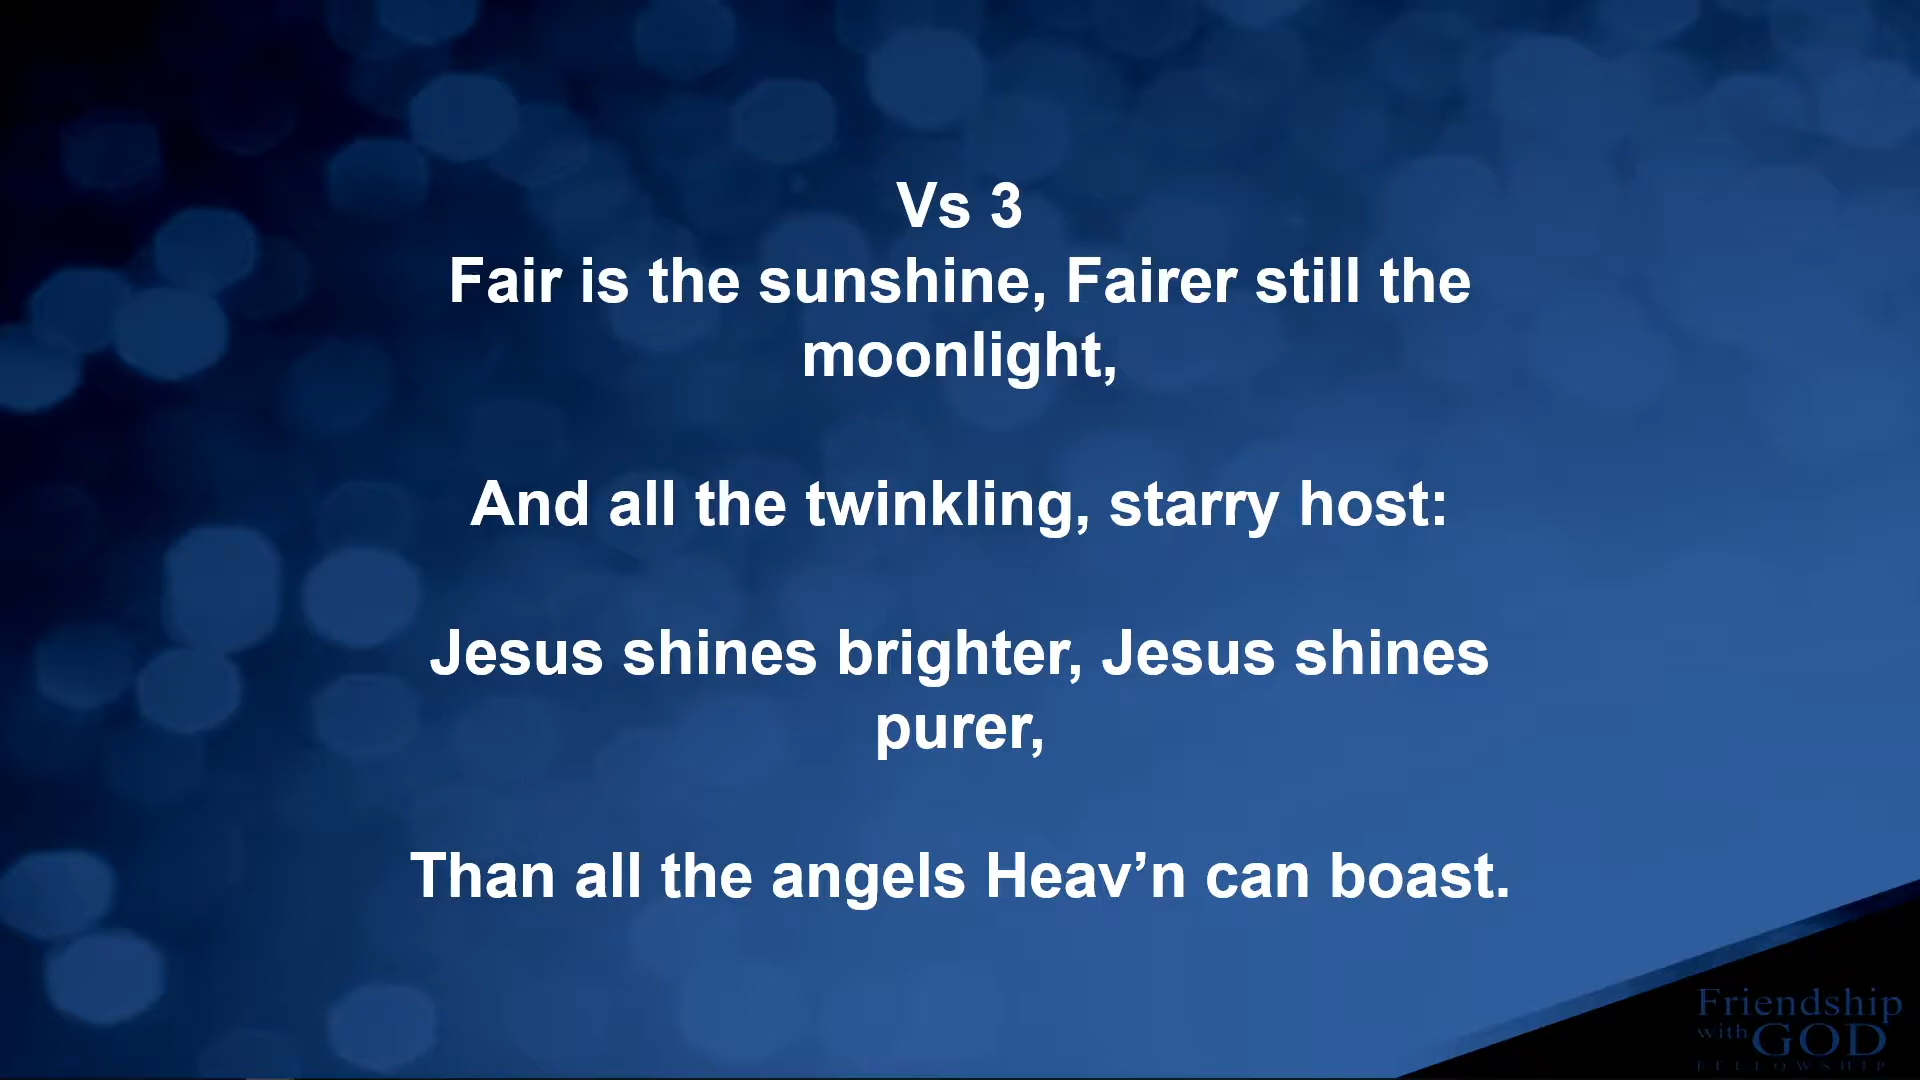 Vs 3
Fair is the sunshine, Fairer still the
moonlight,
And all the twinkling, starry host:
Jesus shines brighter, Jesus shines
purer,
Than all the angels Heav’n can boast.
Friendship
with GOD
FELLOWSHIP